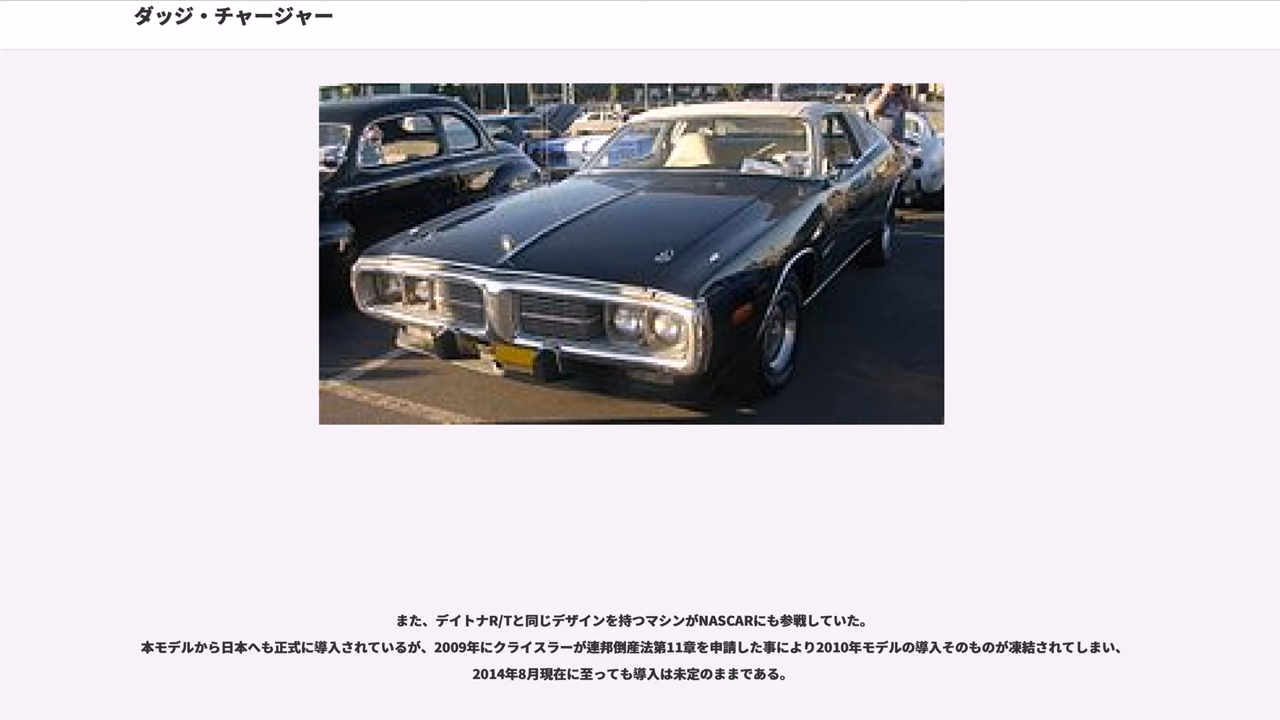 ダッジ・チャージャー
また、デイトナR/Tと同じデザインを持つマシンがNASCARにも参戦していた。
本モデルから日本へも正式に導入されているが、2009年にクライスラーが連邦倒産法第11章を申請した事により2010年モデルの導入そのものが凍結されてしまい、
2014年8月現在に至っても導入は未定のままである。